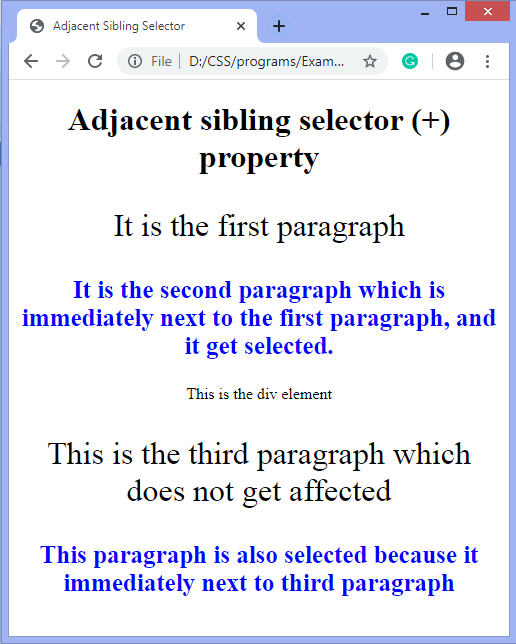 Adjacent Sibling Selector
File | D:/CSS/programs/Exam...
Adjacent sibling selector (+)
property
It is the first paragraph
It is the second paragraph which is
immediately next to the first paragraph, and
it get selected.
This is the div element
This is the third paragraph which
does not get affected
This paragraph is also selected because it
immediately next to third paragraph